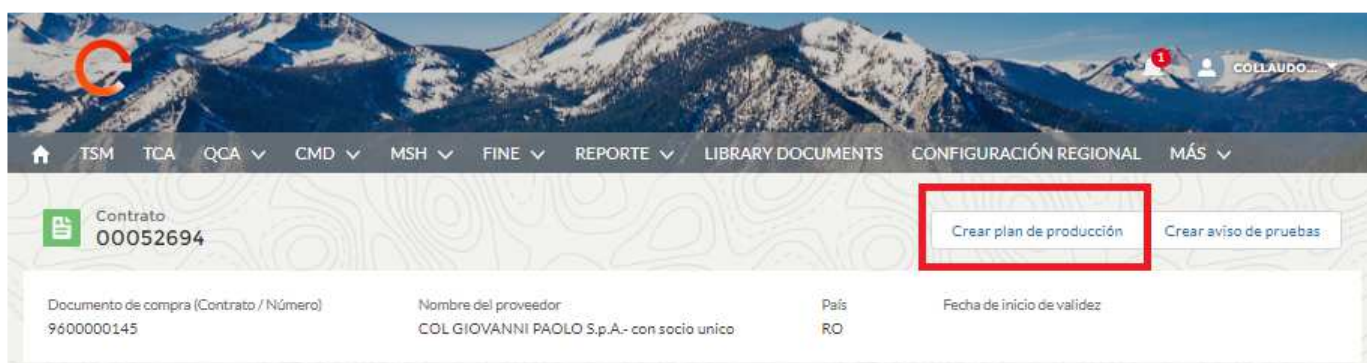 1
COLLAUDO...
TSM TCA QCA CMD MSH FINE REPORTE LIBRARY DOCUMENTS CONFIGURACIÓN REGIONAL MÁS
Contrato
00052694
Crear plan de producción Crear aviso de pruebas
Documento de compra (Contrato / Número) Nombre del proveedor País Fecha de inicio de validez
9600000145 COL GIOVANNI PAOLO S.p.A.- con socio unico RO